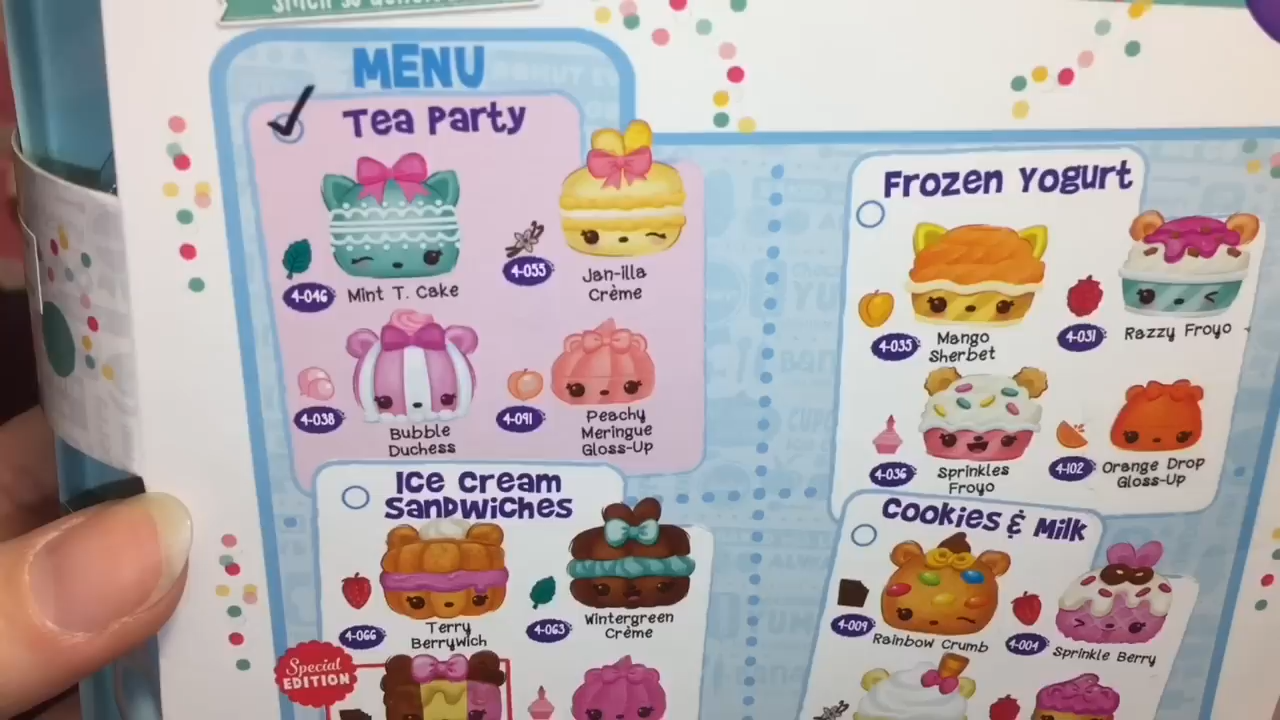 MENU
Tea Party
4-046 Mint T. Cake
4-055 Jan-illa
Crème
4-038 Bubble
Duchess
4-091 Peachy
Meringue
Gloss-Up
Ice Cream
Sandwiches
4-066 Terry
Berrywich
4-063 Wintergreen
Crème
Special
EDITION
Frozen Yogurt
4-035 Mango
Sherbet
4-031 Razzy Froyo
4-036 Sprinkles
Froyo
4-102 Orange Drop
Gloss-Up
Cookies & Milk
4-009 Rainbow Crumb
4-004 Sprinkle Berry